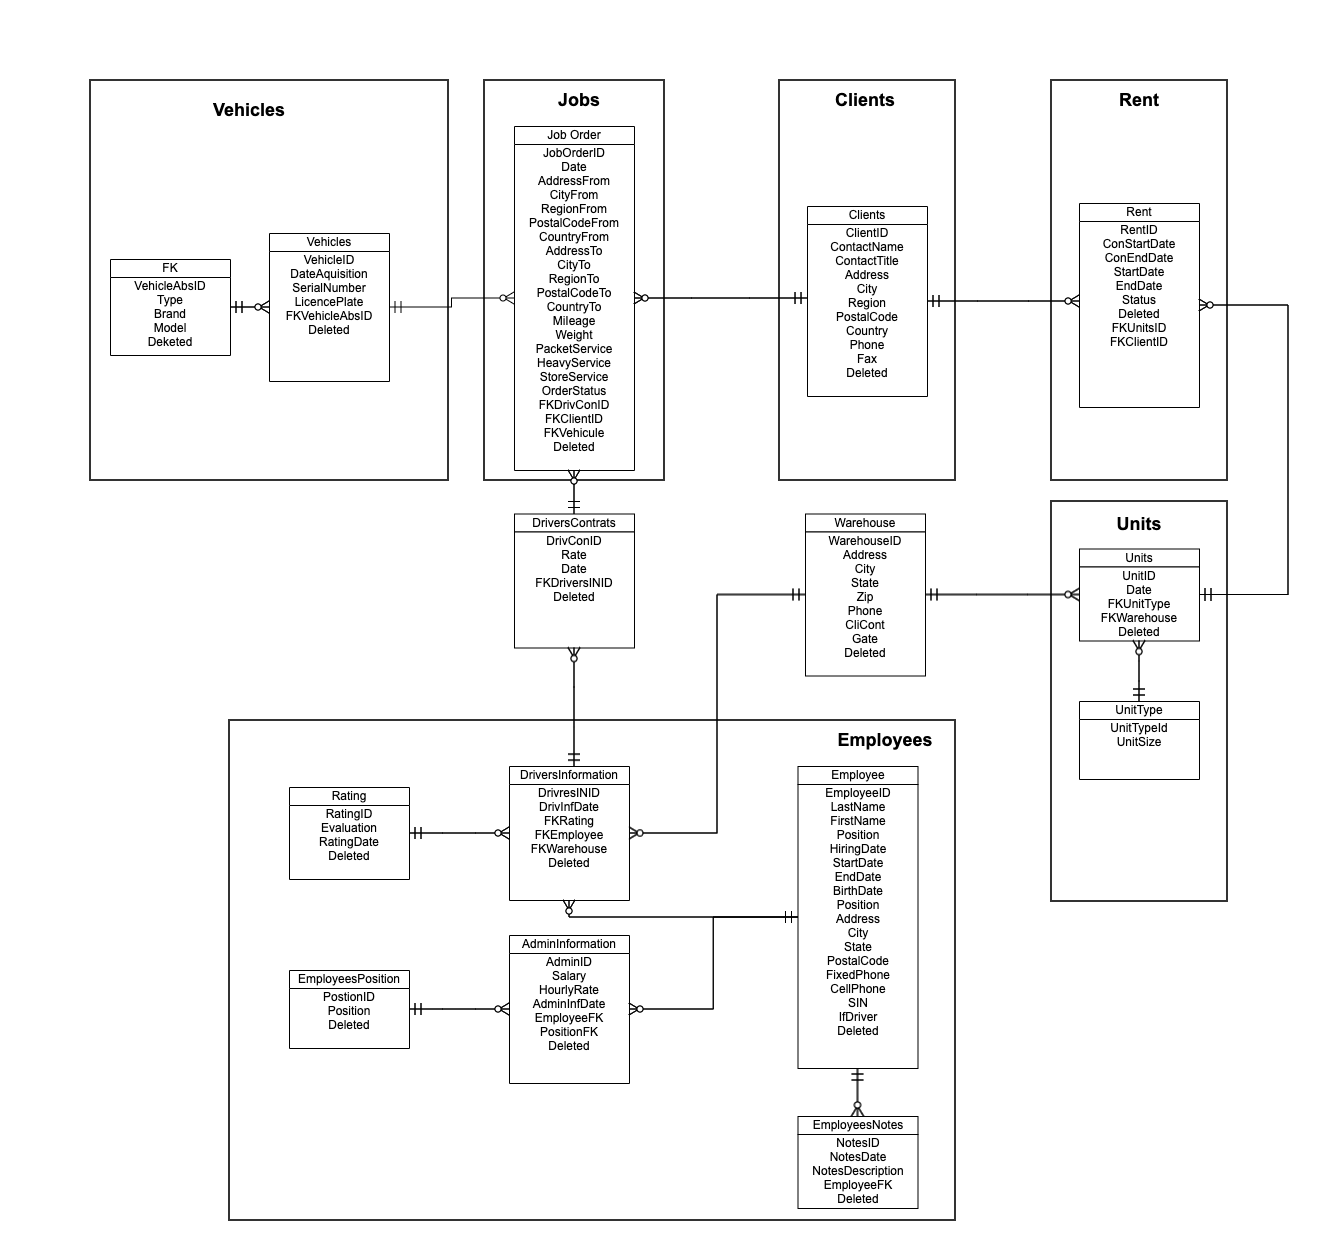 Vehicles
FK
VehicleAbsID
Type
Brand
Model
Deketed
Vehicles
VehicleID
DateAquisition
SerialNumber
LicencePlate
FKVehicleAbsID
Deleted
Jobs
Job Order
JobOrderID
Date
AddressFrom
CityFrom
RegionFrom
PostalCodeFrom
CountryFrom
AddressTo
CityTo
RegionTo
PostalCodeTo
CountryTo
Mileage
Weight
PacketService
HeavyService
StoreService
OrderStatus
FKDrivConID
FKClientID
FKVehicule
Deleted
Clients
Clients
ClientID
ContactName
ContactTitle
Address
City
Region
PostalCode
Country
Phone
Fax
Deleted
Rent
Rent
RentID
ConStartDate
ConEndDate
StartDate
EndDate
Status
Deleted
FKUnitsID
FKClientID
DriversContrats
DrivConID
Rate
Date
FKDriversINID
Deleted
Warehouse
WarehouseID
Address
City
State
Zip
Phone
CliCont
Gate
Deleted
Units
Units
UnitID
Date
FKUnitType
FKWarehouse
Deleted
UnitType
UnitTypeId
UnitSize
Employees
Rating
RatingID
Evaluation
RatingDate
Deleted
DriversInformation
DrivresINID
DrivInfDate
FKRating
FKEmployee
FKWarehouse
Deleted
Employee
EmployeeID
LastName
FirstName
Position
HiringDate
StartDate
EndDate
BirthDate
Position
Address
City
State
PostalCode
FixedPhone
CellPhone
SIN
IfDriver
Deleted
EmployeesPosition
PostionID
Position
Deleted
AdminInformation
AdminID
Salary
HourlyRate
AdminInfDate
EmployeeFK
PositionFK
Deleted
EmployeesNotes
NotesID
NotesDate
NotesDescription
EmployeeFK
Deleted